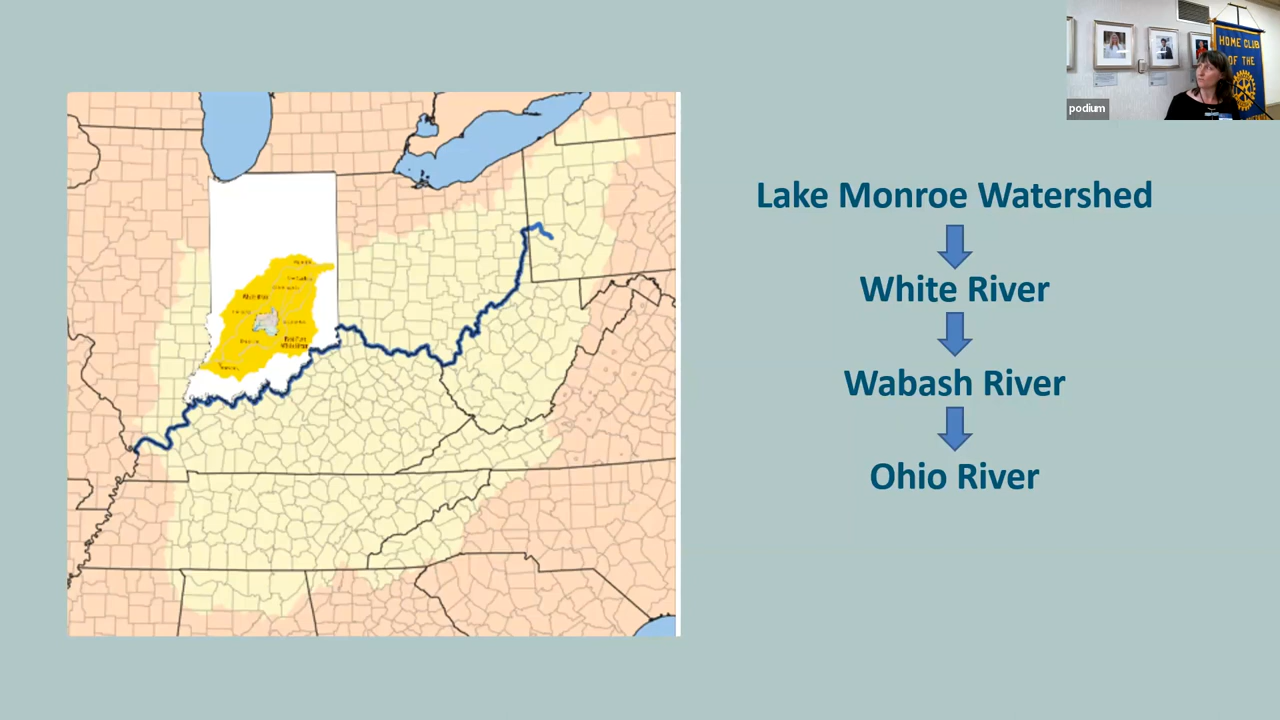 HOME CLUB
OF THE
podium
Lake Monroe Watershed
White River
Wabash River
Ohio River